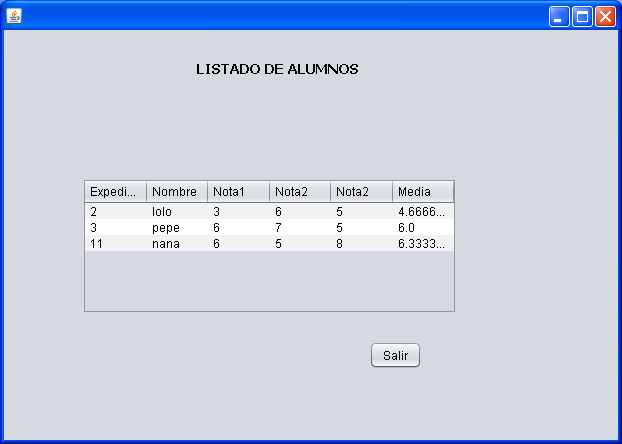 LISTADO DE ALUMNOS
Expedi... Nombre Nota1 Nota2 Nota2 Media
2 lolo 3 6 5 4.6666...
3 pepe 6 7 5 6.0
11 nana 6 5 8 6.3333...
Salir